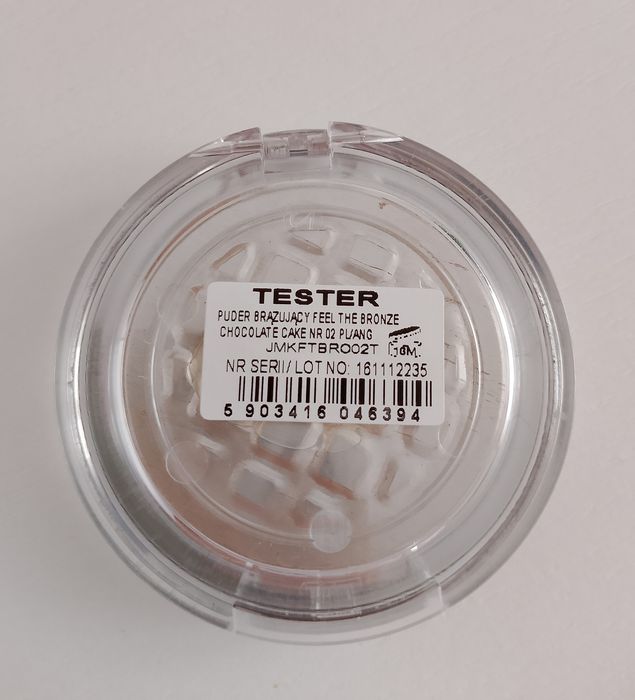 TESTER
PUDER BRĄZUJĄCY FEEL THE BRONZE
CHOCOLATE CAKE NR 02 PL/ANG
JMKFTBR002T 6M
NR SERII/ LOT NO: 161112235
5 903416 046394